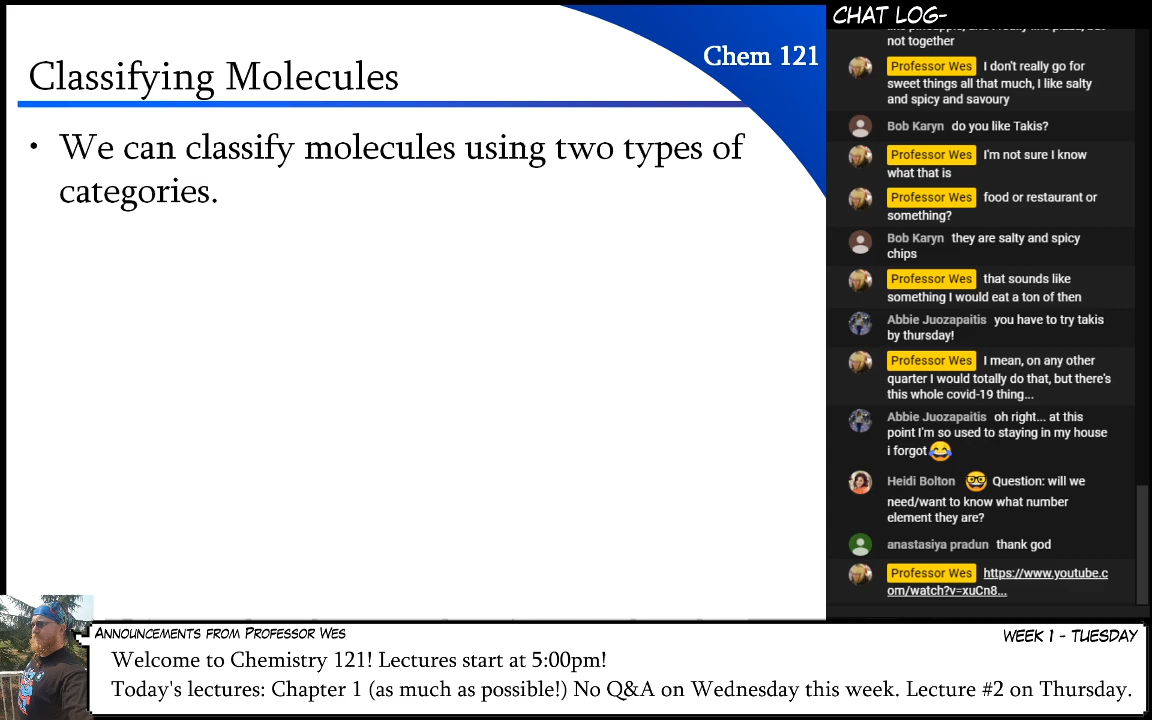 Chem 121
Classifying Molecules
• We can classify molecules using two types of
categories.
CHAT LOG-
not together
Professor Wes I don't really go for
sweet things all that much, I like salty
and spicy and savoury
Bob Karyn do you like Takis?
Professor Wes I'm not sure I know
what that is
Professor Wes food or restaurant or
something?
Bob Karyn they are salty and spicy
chips
Professor Wes that sounds like
something I would eat a ton of then
Abbie Juozapaitis you have to try takis
by thursday!
Professor Wes I mean, on any other
quarter I would totally do that, but there's
this whole covid-19 thing...
Abbie Juozapaitis oh right... at this
point I'm so used to staying in my house
i forgot 😂
Heidi Bolton 🤓 Question: will we
need/want to know what number
element they are?
anastasiya pradun thank god
Professor Wes https://www.youtube.c
om/watch?v=xuCn8...
Announcements from Professor Wes
WEEK 1 - TUESDAY
Welcome to Chemistry 121! Lectures start at 5:00pm!
Today's lectures: Chapter 1 (as much as possible!) No Q&A on Wednesday this week. Lecture #2 on Thursday.